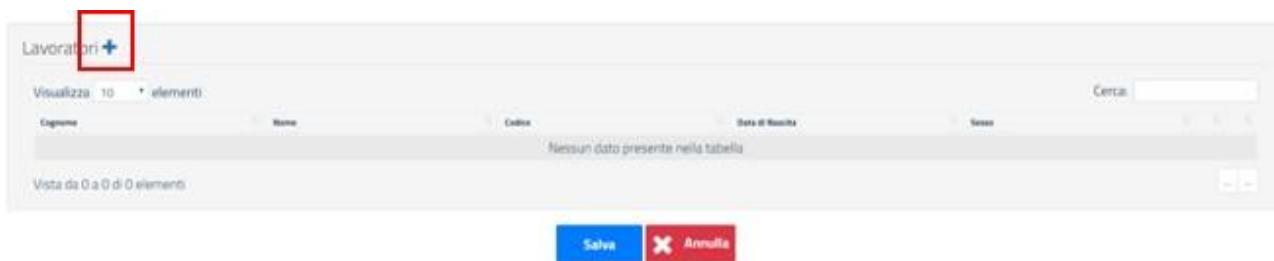 Lavoratori +
Visualizza 10 elementi Cerca:
Cognome Nome Codice Data di Nascita Sesso
Nessun dato presente nella tabella
Vista da 0 a 0 di 0 elementi
Salva Annulla